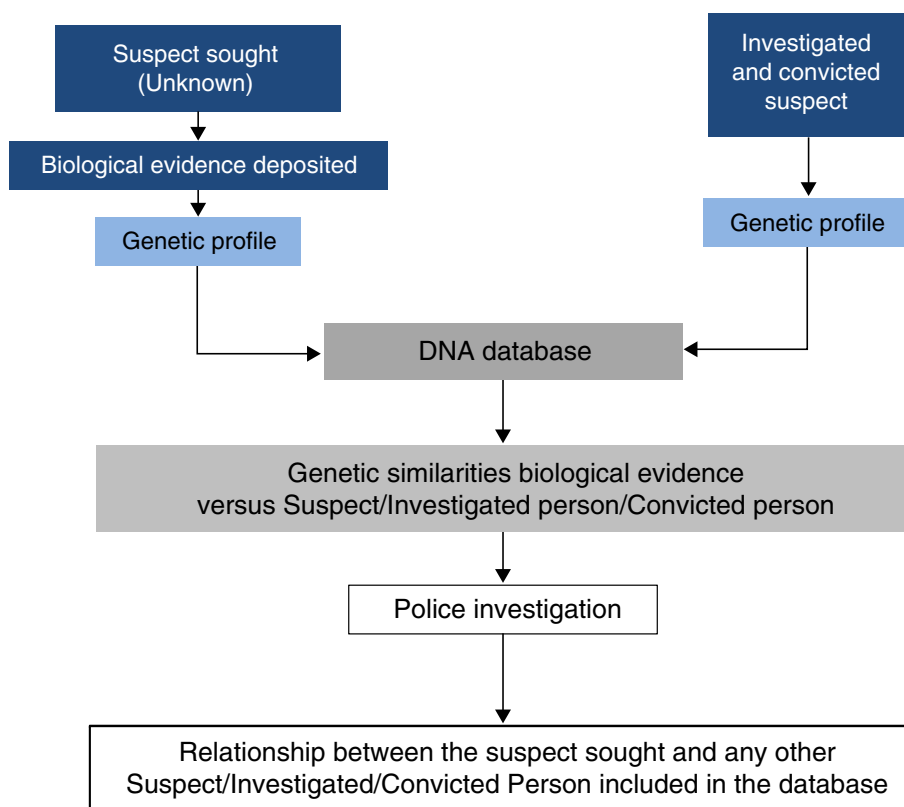 Suspect sought
(Unknown)
Investigated
and convicted
suspect
Biological evidence deposited
Genetic profile
Genetic profile
DNA database
Genetic similarities biological evidence
versus Suspect/Investigated person/Convicted person
Police investigation
Relationship between the suspect sought and any other
Suspect/Investigated/Convicted Person included in the database